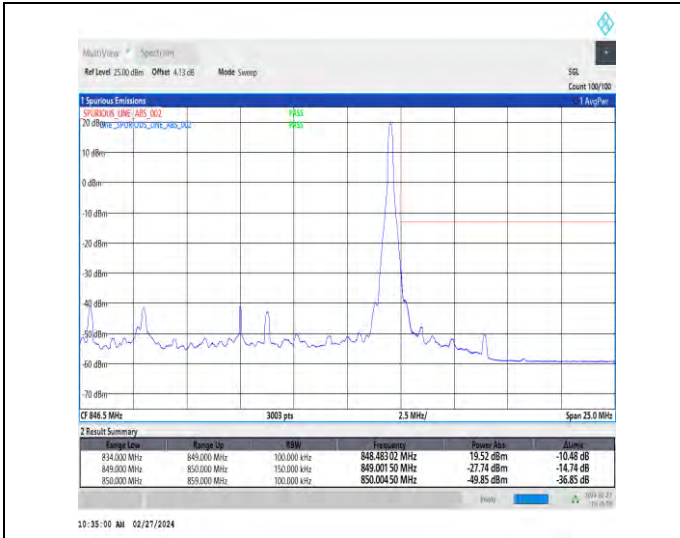 MultiView Spectrum
Ref Level 25.00 dBm Offset 4.13 dB Mode Sweep SGL
Count 100/100
1 Spurious Emissions 1 AvgPwr
SPURIOUS_LINE_ABS_002 PASS
20 dBm LINE_SPURIOUS_LINE_ABS_002 PASS
10 dBm
0 dBm
-10 dBm
-20 dBm
-30 dBm
-40 dBm
-50 dBm
-60 dBm
-70 dBm
CF 846.5 MHz 3003 pts 2.5 MHz/ Span 25.0 MHz
2 Result Summary
Range Low Range Up RBW Frequency Power Abs ΔLimit
834.000 MHz 849.000 MHz 100.000 kHz 848.48302 MHz 19.52 dBm -10.48 dB
849.000 MHz 850.000 MHz 150.000 kHz 849.00150 MHz -27.74 dBm -14.74 dB
850.000 MHz 859.000 MHz 100.000 kHz 850.00450 MHz -49.85 dBm -36.85 dB
10:35:00 AM 02/27/2024